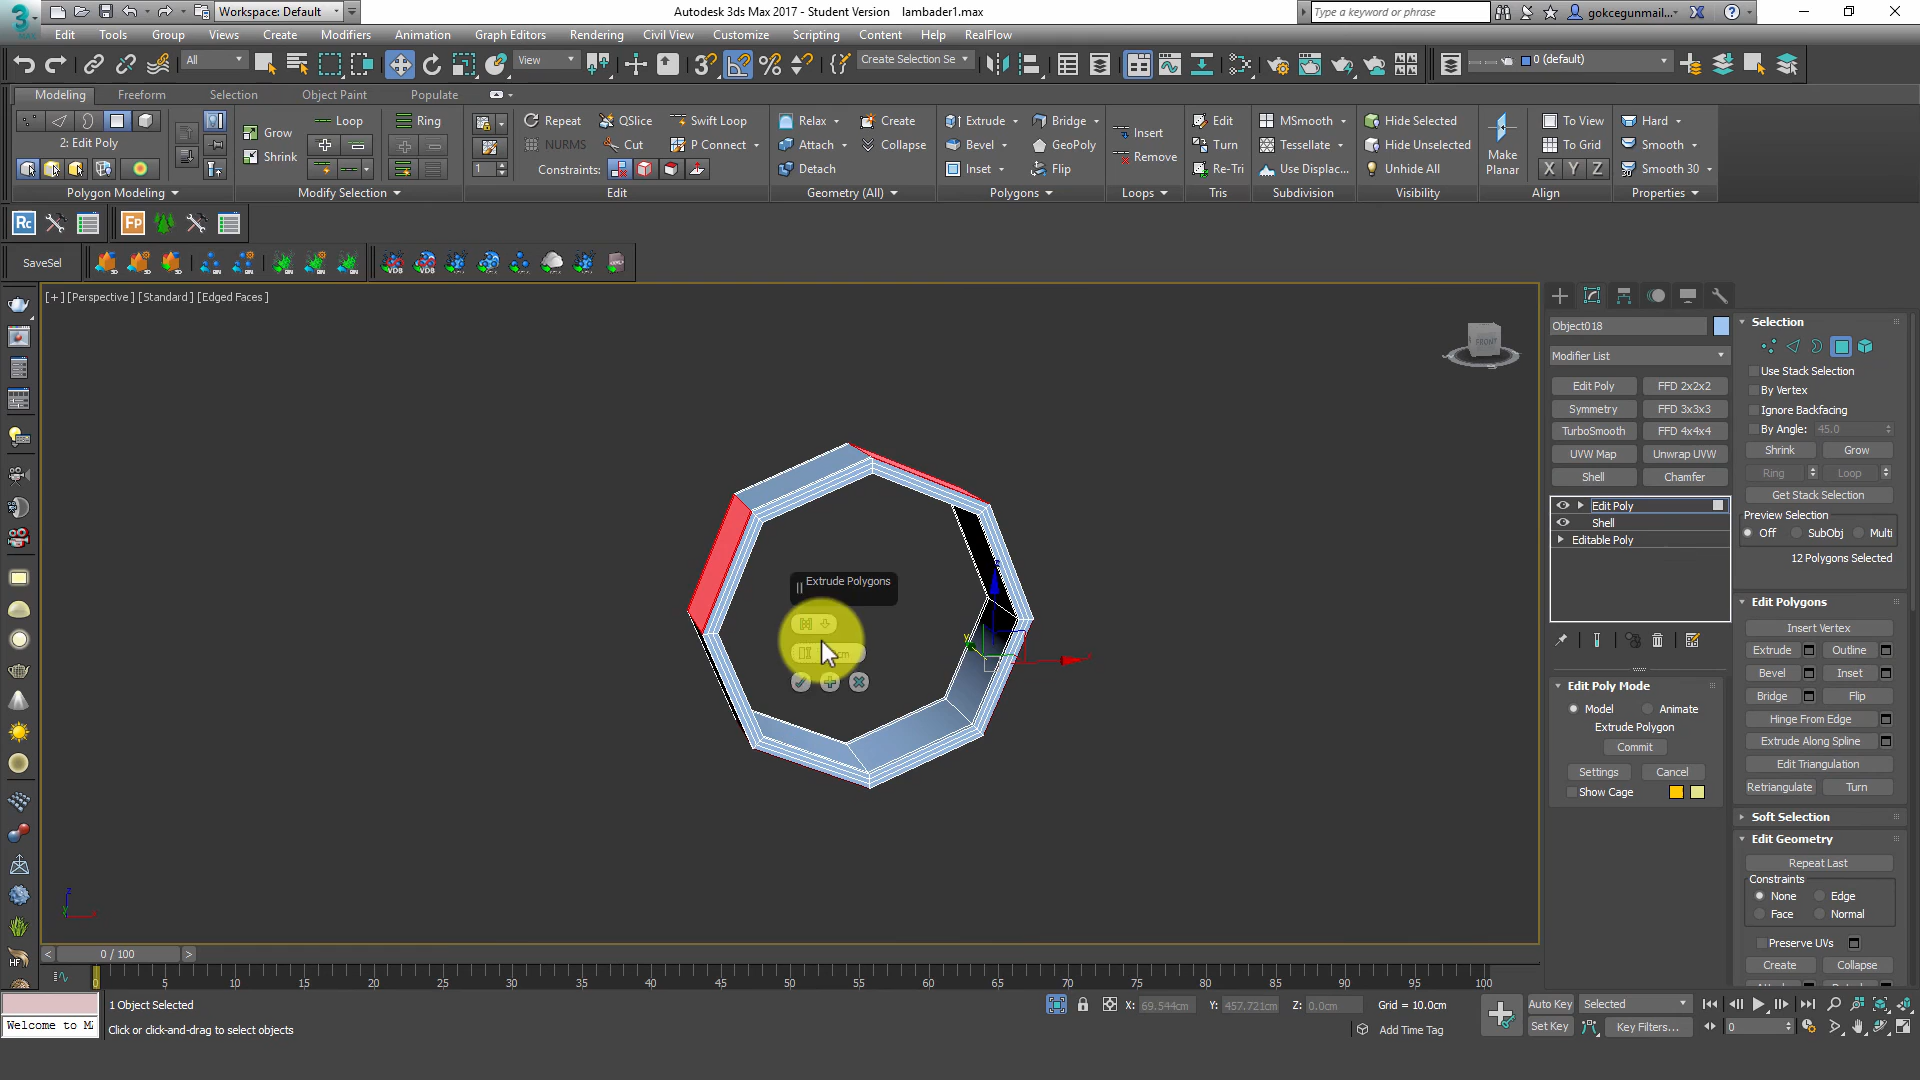 Workspace: Default
Autodesk 3ds Max 2017 - Student Version lambader1.max
Type a keyword or phrase
gokcegunmail...
Edit Tools Group Views Create Modifiers Animation Graph Editors Rendering Civil View Customize Scripting Content Help RealFlow
All View Create Selection Se 0 (default)
Modeling Freeform Selection Object Paint Populate
2: Edit Poly
Polygon Modeling
Grow Loop Ring
Shrink
Modify Selection
Repeat QSlice Swift Loop
NURMS Cut P Connect
1 Constraints:
Edit
Relax Create
Attach Collapse
Detach
Geometry (All)
Extrude Bridge
Bevel GeoPoly
Inset Flip
Polygons
Insert
Remove
Loops
Edit
Turn
Re-Tri
Tris
MSmooth
Tessellate
Use Displac...
Subdivision
Hide Selected
Hide Unselected
Unhide All
Visibility
Make Planar
To View
To Grid
X Y Z
Align
Hard
Smooth
Smooth 30
Properties
Rc Fp
SaveSel
[+] [Perspective ] [Standard ] [Edged Faces ]
FRONT
Extrude Polygons
cm
Object018
Modifier List
Edit Poly FFD 2x2x2
Symmetry FFD 3x3x3
TurboSmooth FFD 4x4x4
UVW Map Unwrap UVW
Shell Chamfer
Edit Poly
Shell
Editable Poly
Edit Poly Mode
Model Animate
Extrude Polygon
Commit
Settings Cancel
Show Cage
Selection
Use Stack Selection
By Vertex
Ignore Backfacing
By Angle: 45.0
Shrink Grow
Ring Loop
Get Stack Selection
Preview Selection
Off SubObj Multi
12 Polygons Selected
Edit Polygons
Insert Vertex
Extrude Outline
Bevel Inset
Bridge Flip
Hinge From Edge
Extrude Along Spline
Edit Triangulation
Retriangulate Turn
Soft Selection
Edit Geometry
Repeat Last
Constraints
None Edge
Face Normal
Preserve UVs
Create Collapse
0 / 100
0 5 10 15 20 25 30 35 40 45 50 55 60 65 70 75 80 85 90 95 100
1 Object Selected
Welcome to M
Click or click-and-drag to select objects
X: 69.544cm Y: 457.721cm Z: 0.0cm Grid = 10.0cm
Add Time Tag
Auto Key Selected
Set Key Key Filters...
0